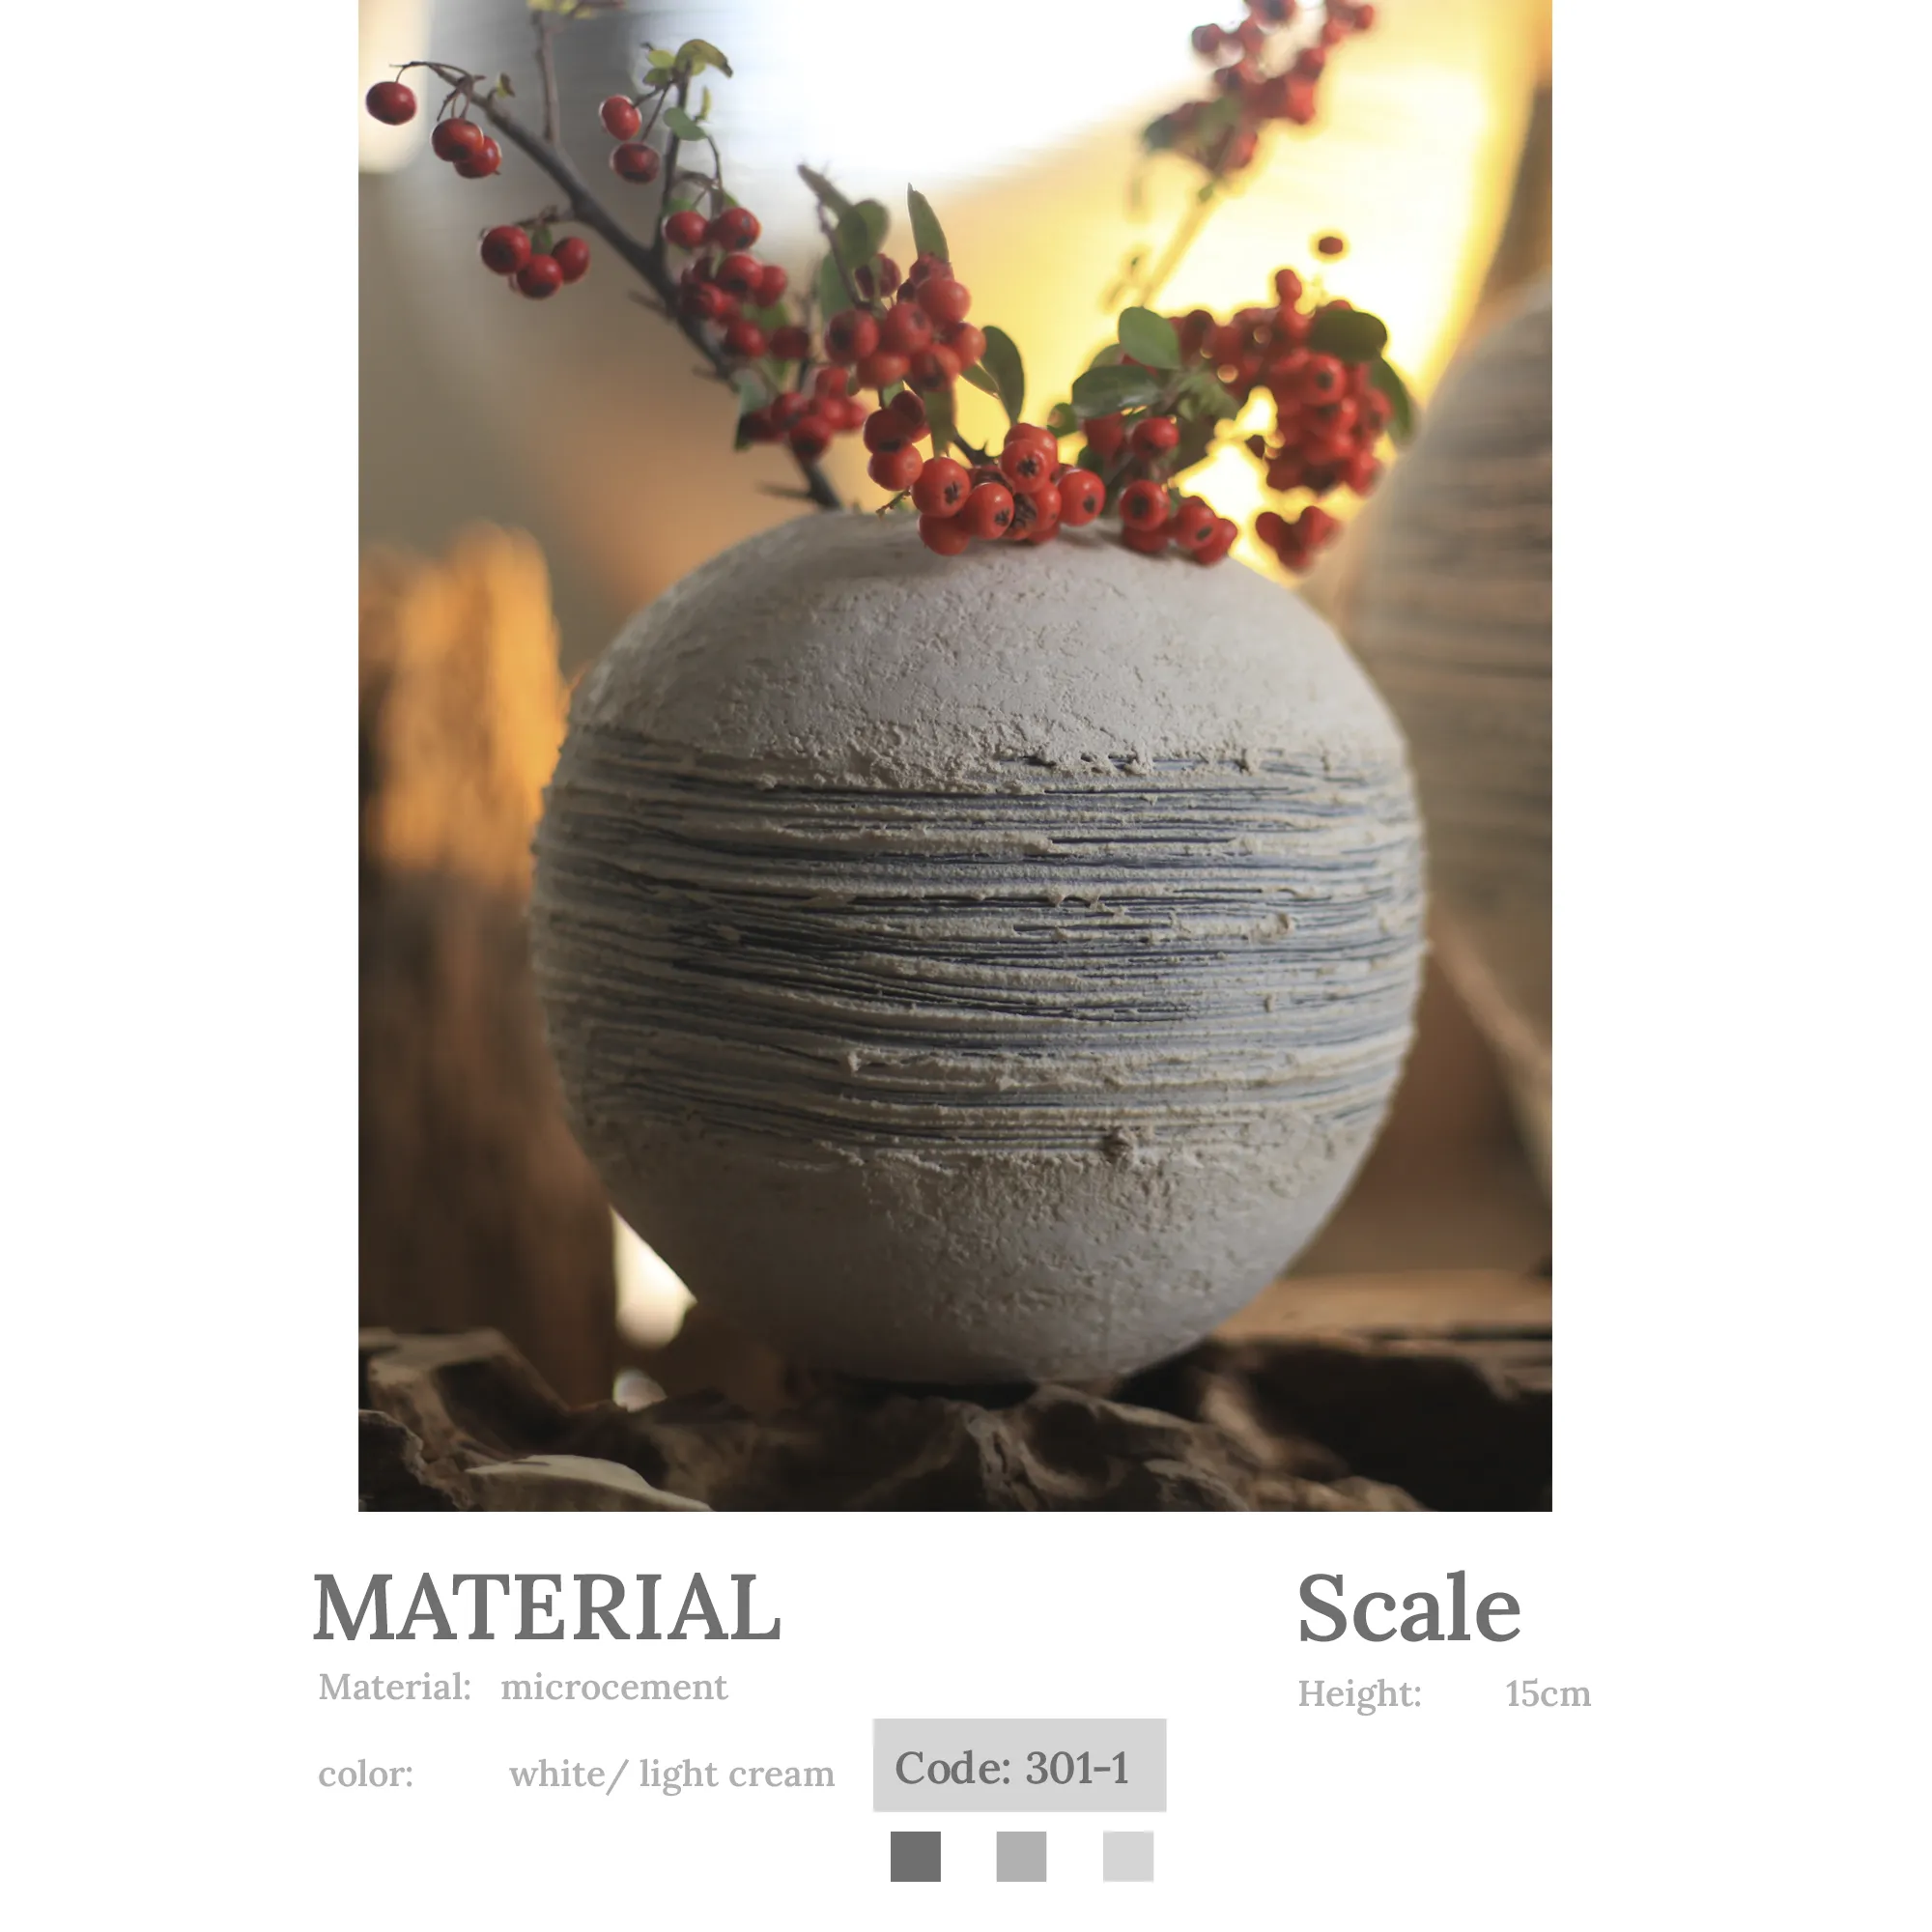 MATERIAL
Material: microcement
color: white/ light cream
Code: 301-1
Scale
Height: 15cm